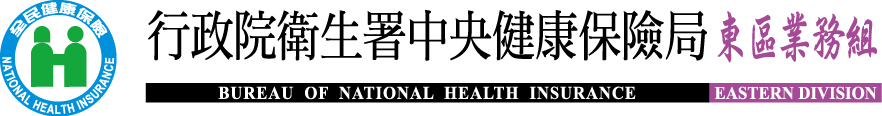 全民健康保險
NATIONAL HEALTH INSURANCE
行政院衛生署中央健康保險局 東區業務組
BUREAU OF NATIONAL HEALTH INSURANCE EASTERN DIVISION